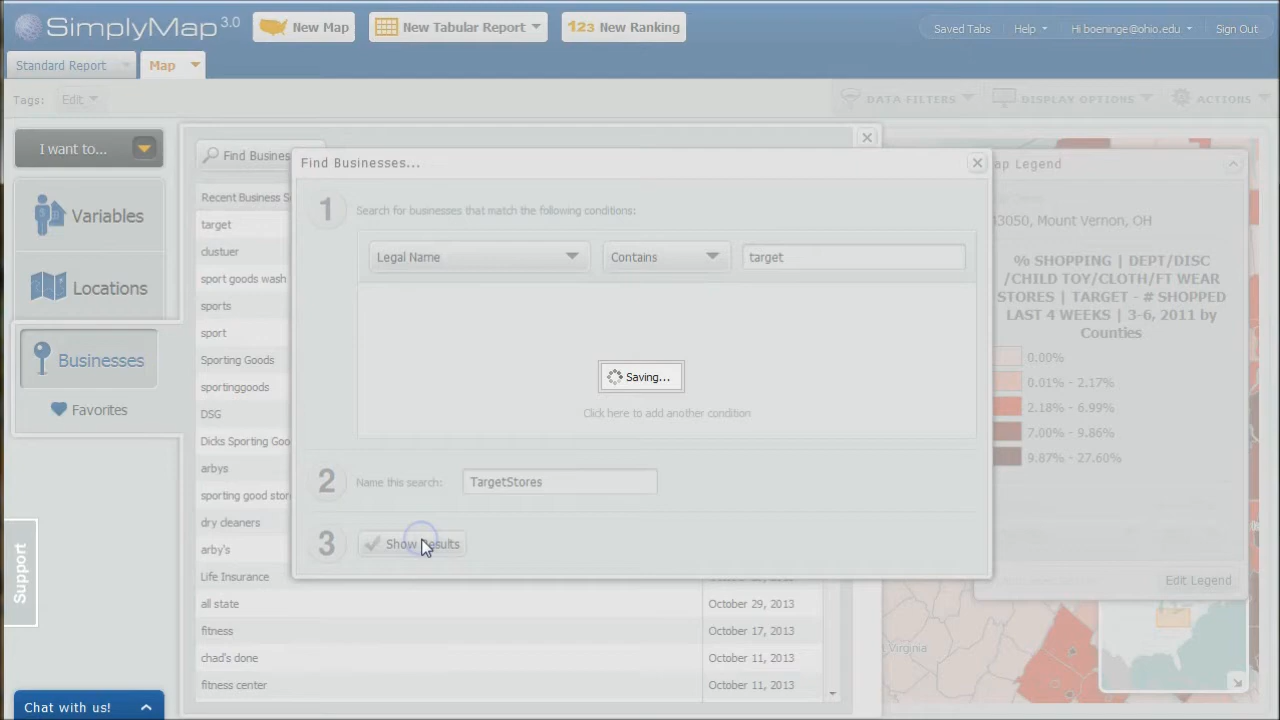 SimplyMap 3.0
New Map
New Tabular Report
123 New Ranking
Saved Tabs
Help
Hi boeninge@ohio.edu
Sign Out
Standard Report
Map
Tags:
Edit
DATA FILTERS
DISPLAY OPTIONS
ACTIONS
I want to...
Variables
Locations
Businesses
Favorites
Support
Chat with us!
Find Busines
Recent Business S
target
clustuer
sport goods wash
sports
sport
Sporting Goods
sportinggoods
DSG
Dicks Sporting Goo
arbys
sporting good stor
dry cleaners
arby's
Life Insurance
all state
October 29, 2013
fitness
October 17, 2013
chad's done
October 11, 2013
fitness center
October 11, 2013
Find Businesses...
1
Search for businesses that match the following conditions:
Legal Name
Contains
target
Saving...
Click here to add another condition
2
Name this search:
TargetStores
3
Show Results
ap Legend
43050, Mount Vernon, OH
% SHOPPING | DEPT/DISC
/CHILD TOY/CLOTH/FT WEAR
STORES | TARGET - # SHOPPED
LAST 4 WEEKS | 3-6, 2011 by
Counties
0.00%
0.01% - 2.17%
2.18% - 6.99%
7.00% - 9.86%
9.87% - 27.60%
Edit Legend
Virginia